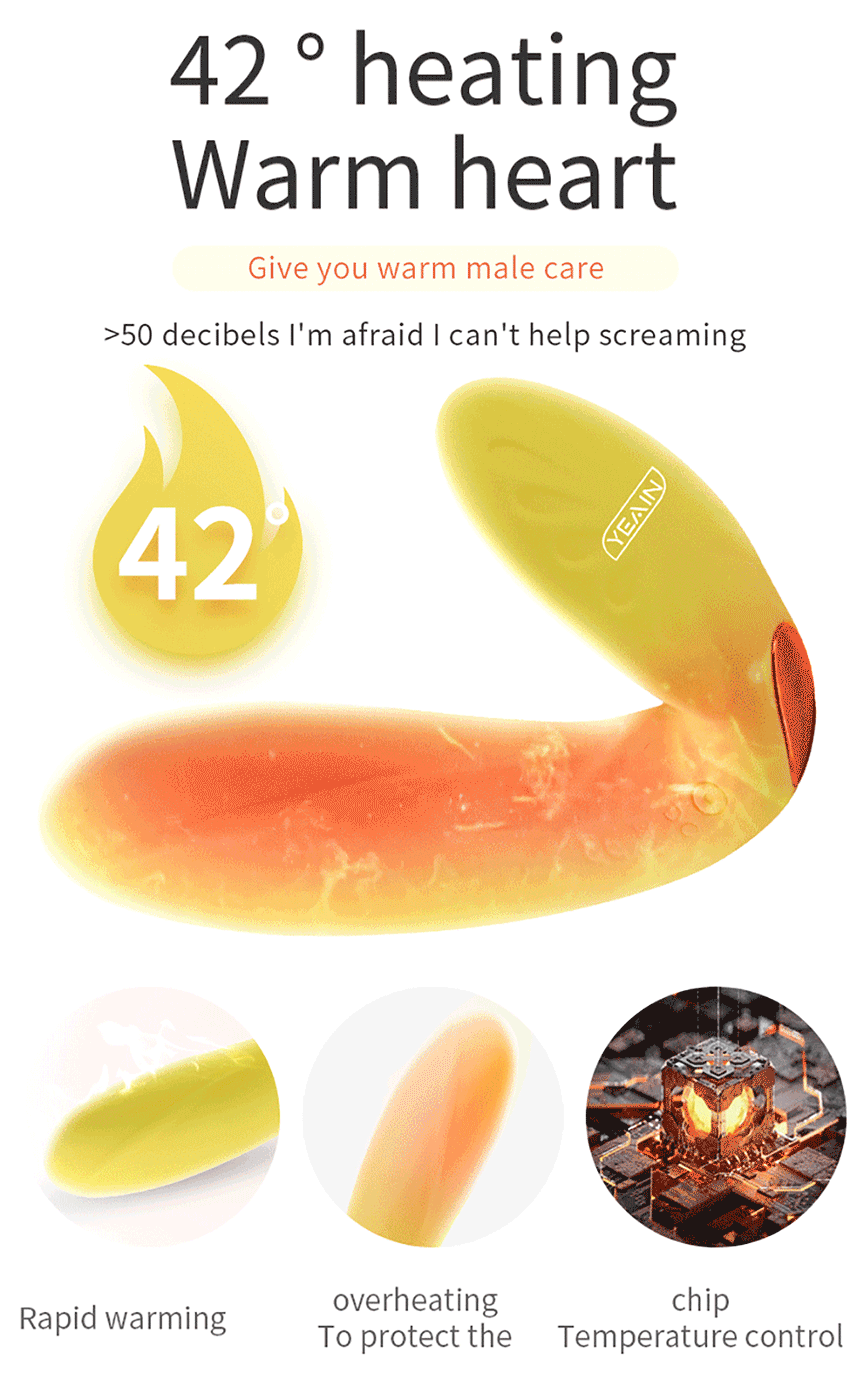 42 ° heating
Warm heart
Give you warm male care
>50 decibels I'm afraid I can't help screaming
42°
YEAIN
Rapid warming
overheating
To protect the
chip
Temperature control